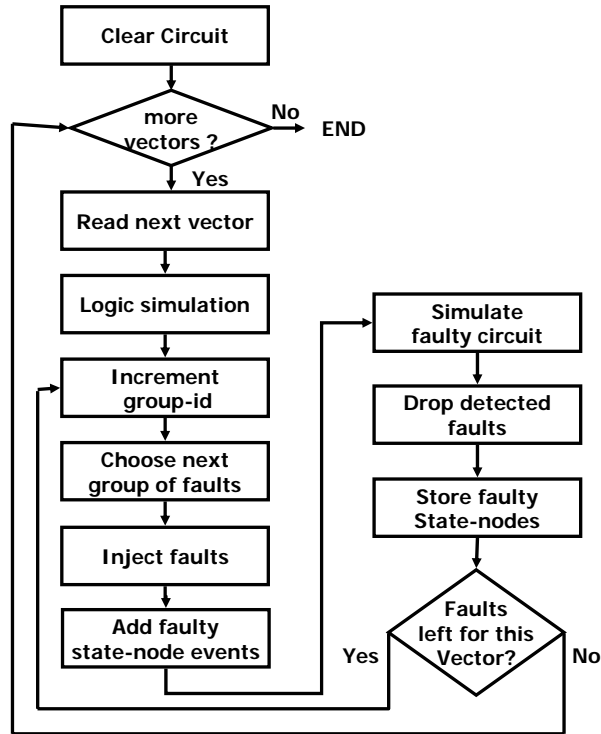 Clear Circuit
more
vectors ?
No
END
Yes
Read next vector
Logic simulation
Increment
group-id
Choose next
group of faults
Inject faults
Add faulty
state-node events
Simulate
faulty circuit
Drop detected
faults
Store faulty
State-nodes
Faults
left for this
Vector?
Yes
No